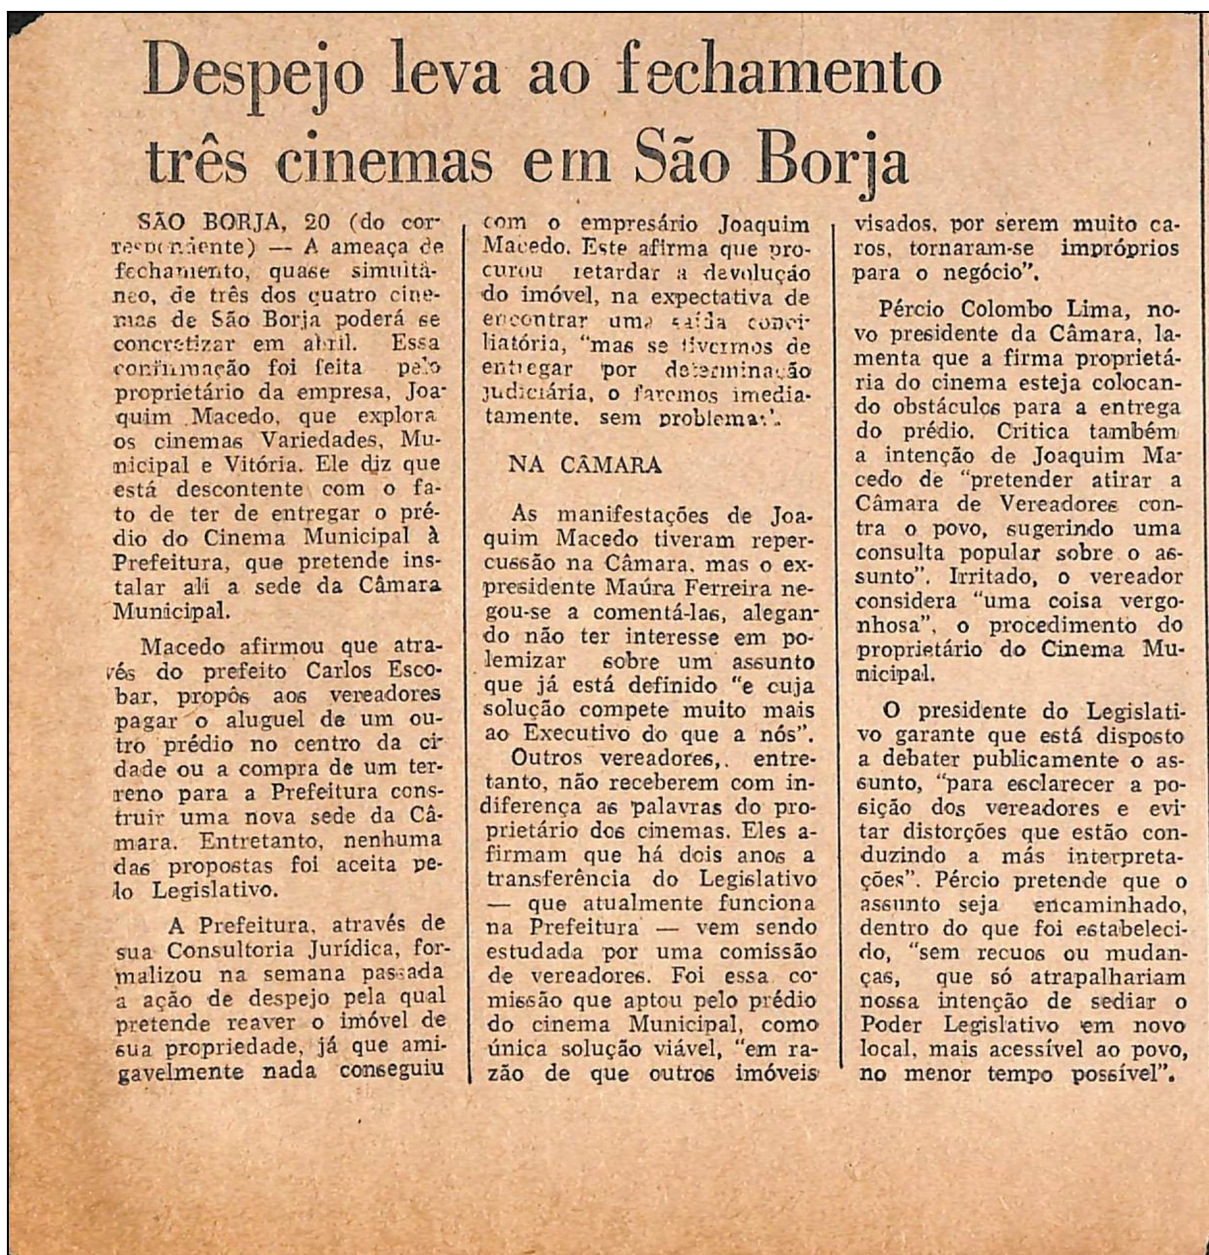 Despejo leva ao fechamento
três cinemas em São Borja
SÃO BORJA, 20 (do cor-
respondente) — A ameaça de
fechamento, quase simultâ-
neo, de três dos quatro cine-
mas de São Borja poderá se
concretizar em abril. Essa
confirmação foi feita pelo
proprietário da empresa, Joa-
quim Macedo, que explora
os cinemas Variedades, Mu-
nicipal e Vitória. Ele diz que
está descontente com o fa-
to de ter de entregar o pré-
dio do Cinema Municipal à
Prefeitura, que pretende ins-
talar ali a sede da Câmara
Municipal.
Macedo afirmou que atra-
vés do prefeito Carlos Esco-
bar, propôs aos vereadores
pagar o aluguel de um ou-
tro prédio no centro da ci-
dade ou a compra de um ter-
reno para a Prefeitura cons-
truir uma nova sede da Câ-
mara. Entretanto, nenhuma
das propostas foi aceita pe-
lo Legislativo.
A Prefeitura, através de
sua Consultoria Jurídica, for-
malizou na semana passada
a ação de despejo pela qual
pretende reaver o imóvel de
sua propriedade, já que ami-
gavelmente nada conseguiu
com o empresário Joaquim
Macedo. Este afirma que pro-
curou retardar a devolução
do imóvel, na expectativa de
encontrar uma saída conci-
liatória, "mas se tivermos de
entregar por determinação
judiciária, o faremos imedia-
tamente, sem problemas".
NA CÂMARA
As manifestações de Joa-
quim Macedo tiveram reper-
cussão na Câmara, mas o ex-
presidente Maúra Ferreira ne-
gou-se a comentá-las, alegan-
do não ter interesse em po-
lemizar sobre um assunto
que já está definido "e cuja
solução compete muito mais
ao Executivo do que a nós".
Outros vereadores,. entre-
tanto, não receberem com in-
diferença as palavras do pro-
prietário dos cinemas. Eles a-
firmam que há dois anos a
transferência do Legislativo
— que atualmente funciona
na Prefeitura — vem sendo
estudada por uma comissão
de vereadores. Foi essa co-
missão que aptou pelo prédio
do cinema Municipal, como
única solução viável, "em ra-
zão de que outros imóveis
visados, por serem muito ca-
ros, tornaram-se impróprios
para o negócio".
Pércio Colombo Lima, no-
vo presidente da Câmara, la-
menta que a firma proprietá-
ria do cinema esteja colocan-
do obstáculos para a entrega
do prédio. Critica também
a intenção de Joaquim Ma-
cedo de "pretender atirar a
Câmara de Vereadores con-
tra o povo, sugerindo uma
consulta popular sobre o as-
sunto". Irritado, o vereador
considera "uma coisa vergo-
nhosa", o procedimento do
proprietário do Cinema Mu-
nicipal.
O presidente do Legislati-
vo garante que está disposto
a debater publicamente o as-
sunto, "para esclarecer a po-
sição dos vereadores e evi-
tar distorções que estão con-
duzindo a más interpreta-
ções". Pércio pretende que o
assunto seja encaminhado,
dentro do que foi estabeleci-
do, "sem recuos ou mudan-
ças, que só atrapalhariam
nossa intenção de sediar o
Poder Legislativo em novo
local, mais acessível ao povo,
no menor tempo possível".